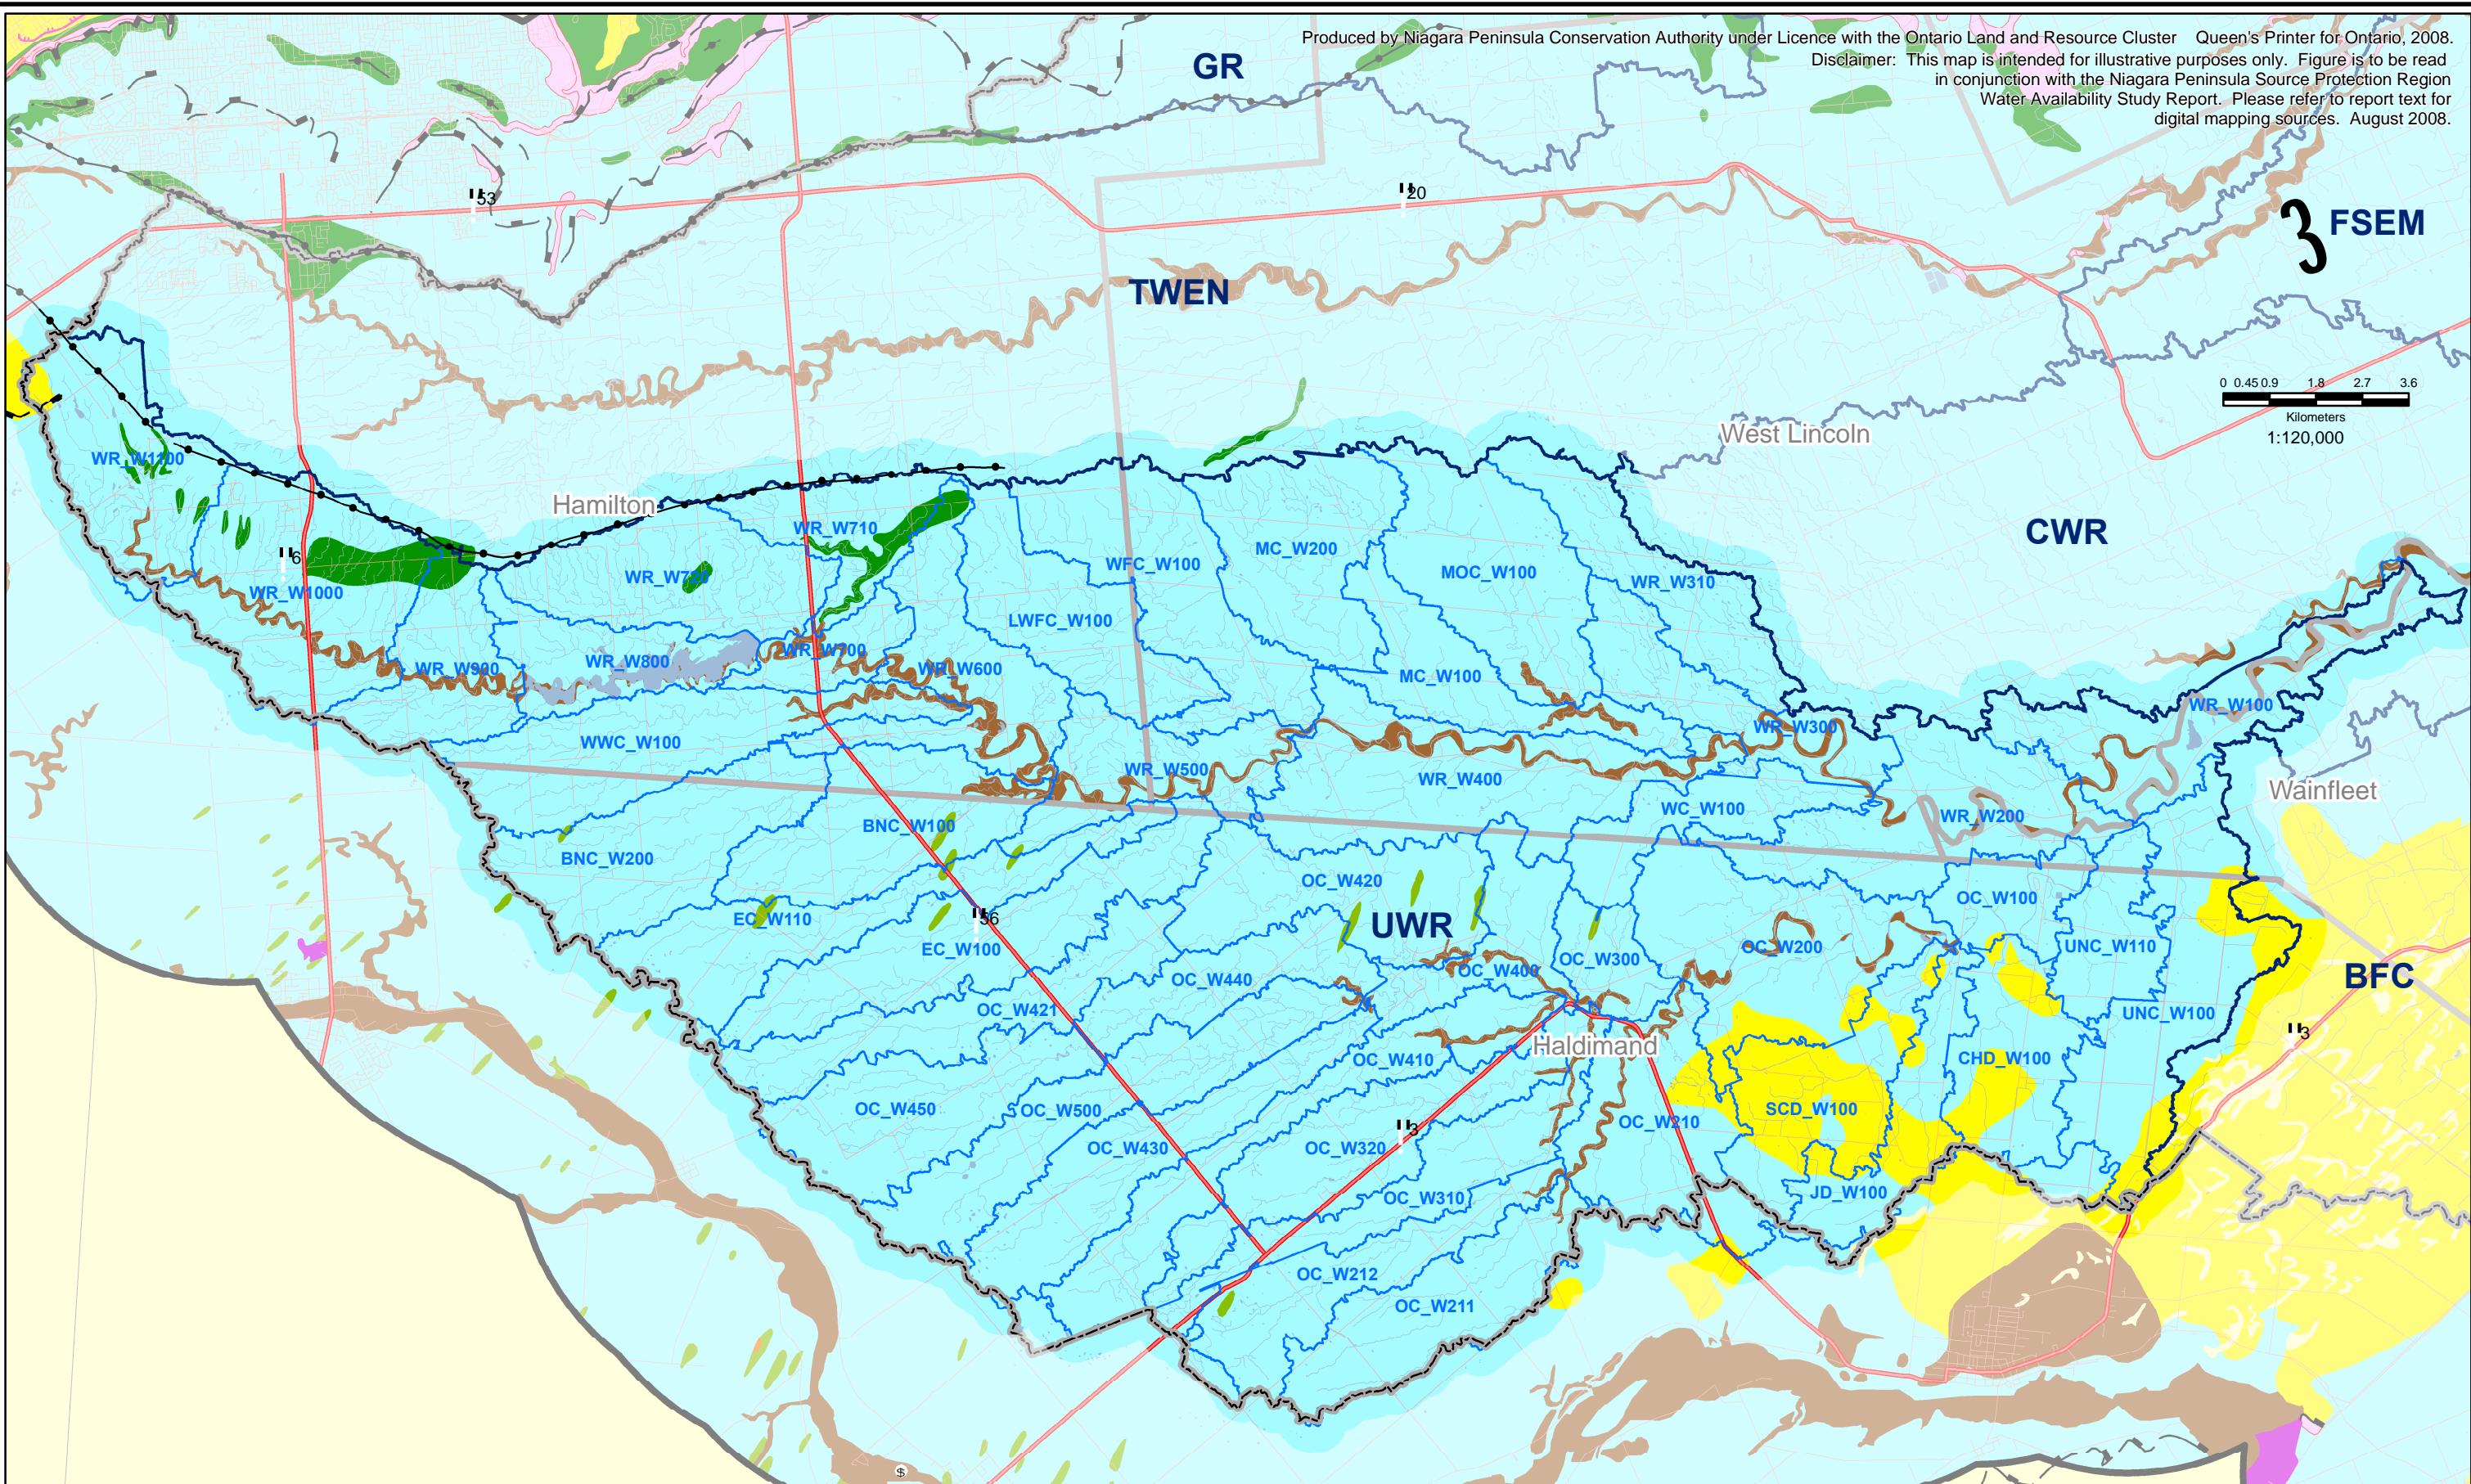 Produced by Niagara Peninsula Conservation Authority under Licence with the Ontario Land and Resource Cluster Queen's Printer for Ontario, 2008.
Disclaimer: This map is intended for illustrative purposes only. Figure is to be read
in conjunction with the Niagara Peninsula Source Protection Region
Water Availability Study Report. Please refer to report text for
digital mapping sources. August 2008.
GR
53
20
3
FSEM
TWEN
0 0.45 0.9 1.8 2.7 3.6
Kilometers
1:120,000
West Lincoln
WR_W1100
Hamilton
WR_W710
CWR
WFC_W100
MC_W200
MOC_W100
WR_W310
6
WR_W1000
WR_W720
LWFC_W100
WR_W900
WR_W800
WR_W700
WR_W600
MC_W100
WR_W100
WWC_W100
WR_W300
WR_W500
WR_W400
Wainfleet
WC_W100
WR_W200
BNC_W100
BNC_W200
OC_W420
OC_W100
EC_W110
56
EC_W100
UWR
OC_W200
UNC_W110
OC_W300
OC_W400
OC_W440
BFC
OC_W421
UNC_W100
3
Haldimand
OC_W410
CHD_W100
OC_W450
OC_W500
SCD_W100
OC_W210
3
OC_W430
OC_W320
OC_W310
JD_W100
OC_W212
OC_W211
$